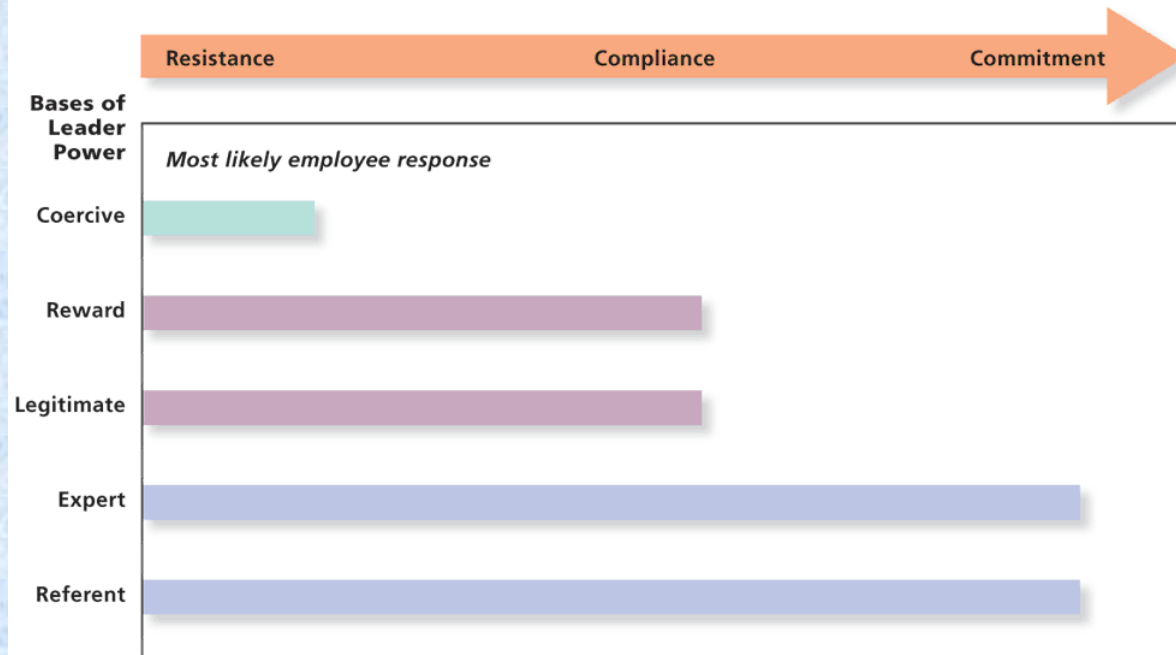 Resistance Compliance Commitment
Bases of
Leader
Power
Most likely employee response
Coercive
Reward
Legitimate
Expert
Referent